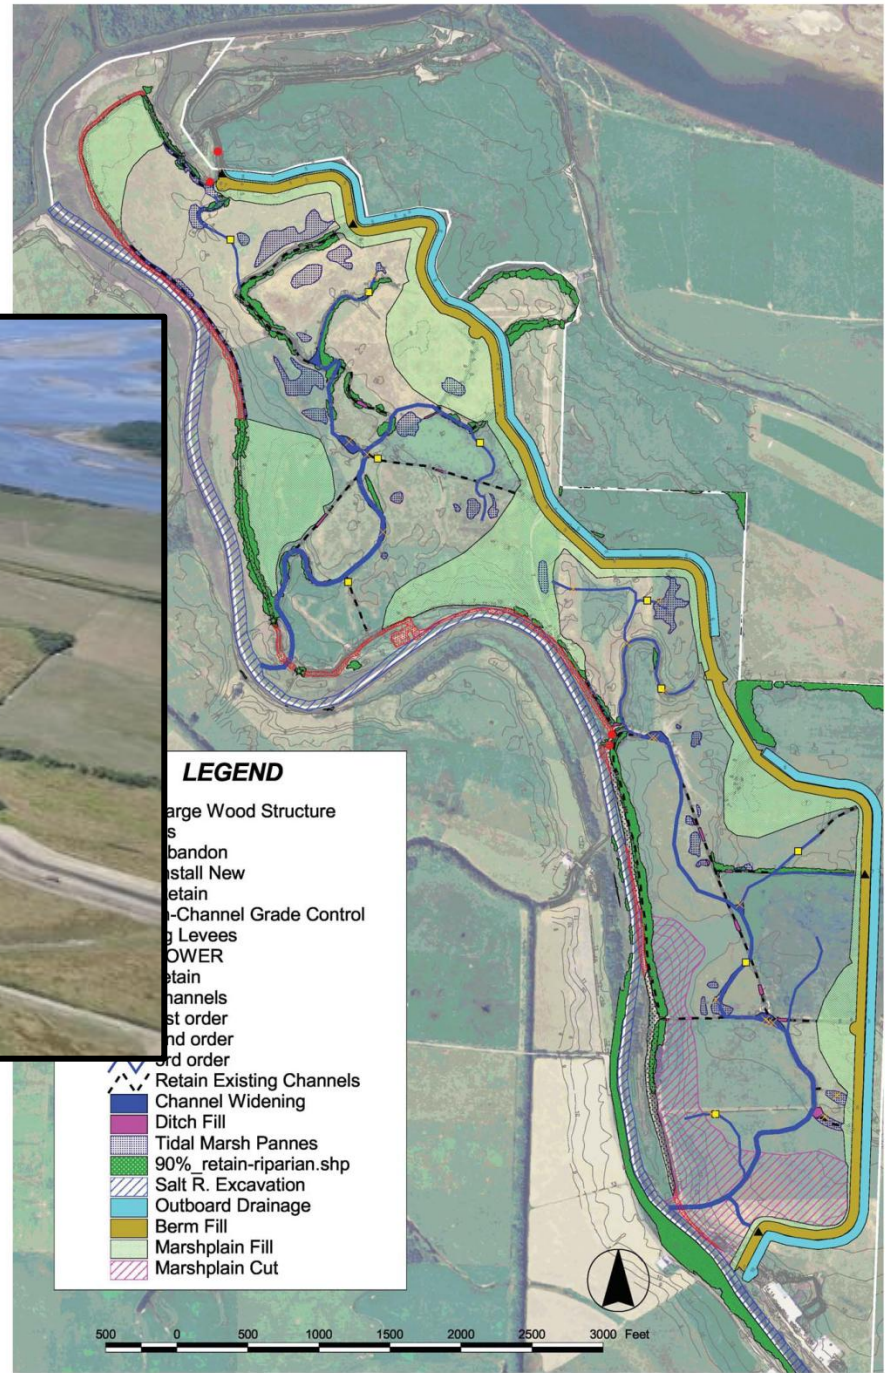 LEGEND
arge Wood Structure
s
bandon
nstall New
etain
-Channel Grade Control
g Levees
OWER
etain
hannels
st order
nd order
3rd order
Retain Existing Channels
Channel Widening
Ditch Fill
Tidal Marsh Pannes
90%_retain-riparian.shp
Salt R. Excavation
Outboard Drainage
Berm Fill
Marshplain Fill
Marshplain Cut
500 0 500 1000 1500 2000 2500 3000 Feet